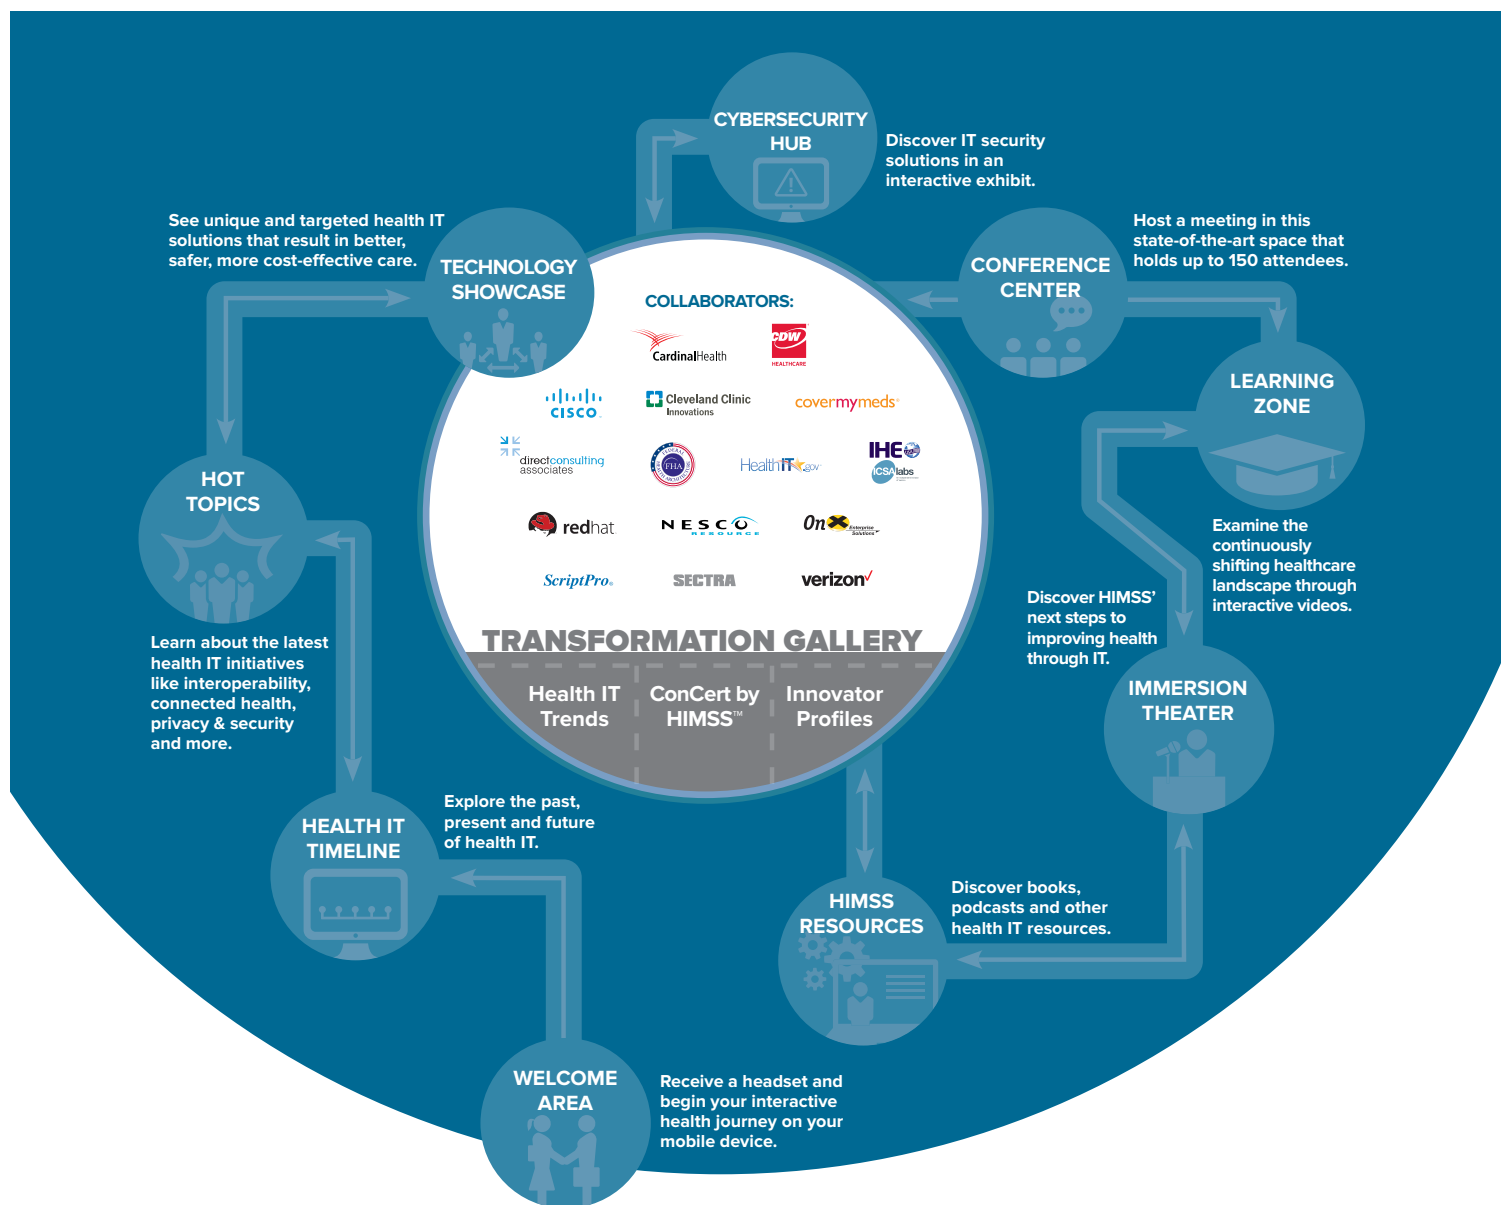 CYBERSECURITY
HUB
Discover IT security
solutions in an
interactive exhibit.
See unique and targeted health IT
solutions that result in better,
safer, more cost-effective care.
TECHNOLOGY
SHOWCASE
CONFERENCE
CENTER
Host a meeting in this
state-of-the-art space that
holds up to 150 attendees.
COLLABORATORS:
CardinalHealth
CDW
HEALTHCARE
CISCO
Cleveland Clinic
Innovations
covermymeds®
directconsulting
associates
FHA
HealthIT.gov
IHE
ICSAlabs
redhat.
NESCO
RESOURCE
OnX Enterprise
Solutions
ScriptPro®
SECTRA
verizon✓
TRANSFORMATION GALLERY
Health IT
Trends
ConCert by
HIMSS™
Innovator
Profiles
LEARNING
ZONE
Examine the
continuously
shifting healthcare
landscape through
interactive videos.
HOT
TOPICS
Learn about the latest
health IT initiatives
like interoperability,
connected health,
privacy & security
and more.
Discover HIMSS’
next steps to
improving health
through IT.
IMMERSION
THEATER
HEALTH IT
TIMELINE
Explore the past,
present and future
of health IT.
HIMSS
RESOURCES
Discover books,
podcasts and other
health IT resources.
WELCOME
AREA
Receive a headset and
begin your interactive
health journey on your
mobile device.